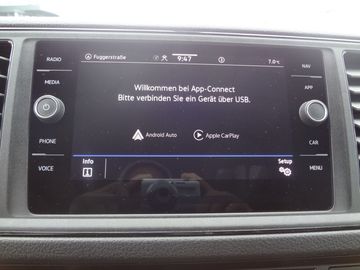 RADIO
Fuggerstraße
9:47
7.0°C
NAV
MEDIA
APP
Willkommen bei App-Connect
Bitte verbinden Sie ein Gerät über USB.
PHONE
Android Auto
Apple CarPlay
CAR
VOICE
Info
Setup
MENU